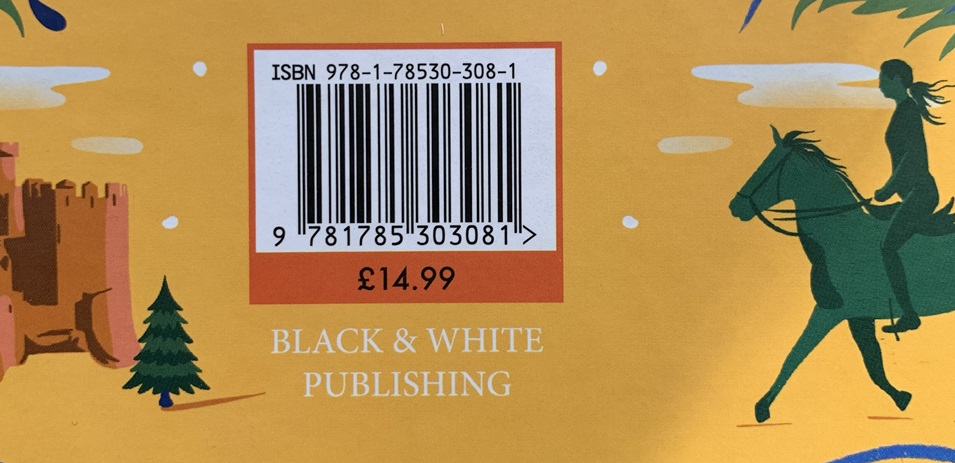 ISBN 978-1-78530-308-1
9 781785 303081 >
£14.99
BLACK & WHITE
PUBLISHING